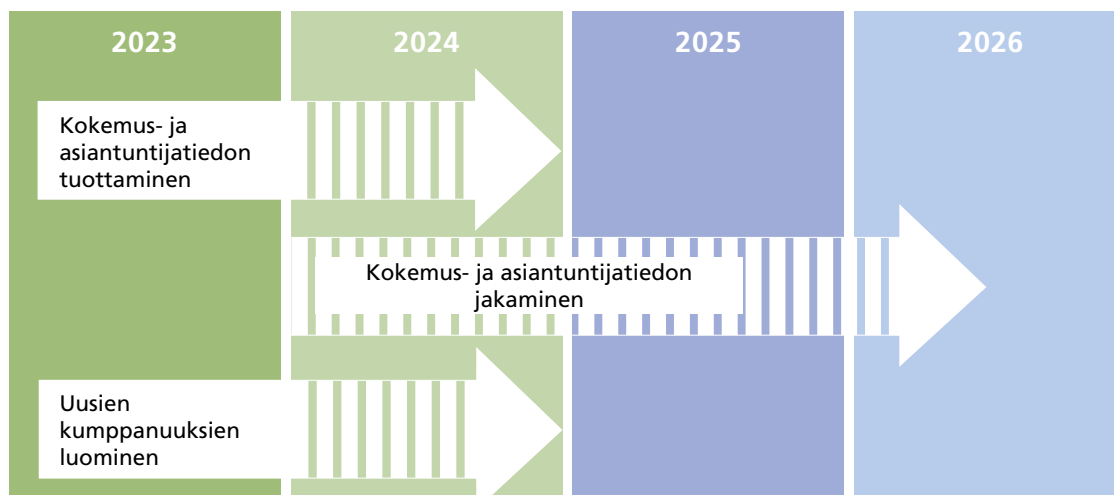 2023
2024
2025
2026
Kokemus- ja
asiantuntijatiedon
tuottaminen
Kokemus- ja asiantuntijatiedon
jakaminen
Uusien
kumppanuuksien
luominen